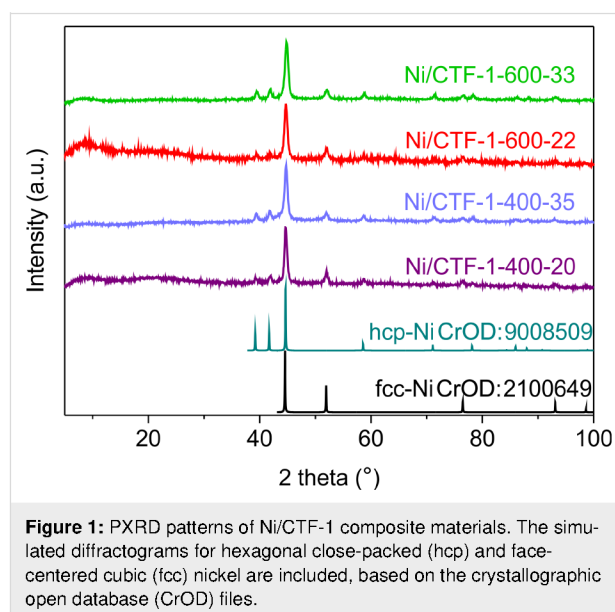 Intensity (a.u.)
Ni/CTF-1-600-33
Ni/CTF-1-600-22
Ni/CTF-1-400-35
Ni/CTF-1-400-20
hcp-Ni CrOD:9008509
fcc-Ni CrOD:2100649
20 40 60 80 100
2 theta (°)
Figure 1: PXRD patterns of Ni/CTF-1 composite materials. The simu-
lated diffractograms for hexagonal close-packed (hcp) and face-
centered cubic (fcc) nickel are included, based on the crystallographic
open database (CrOD) files.